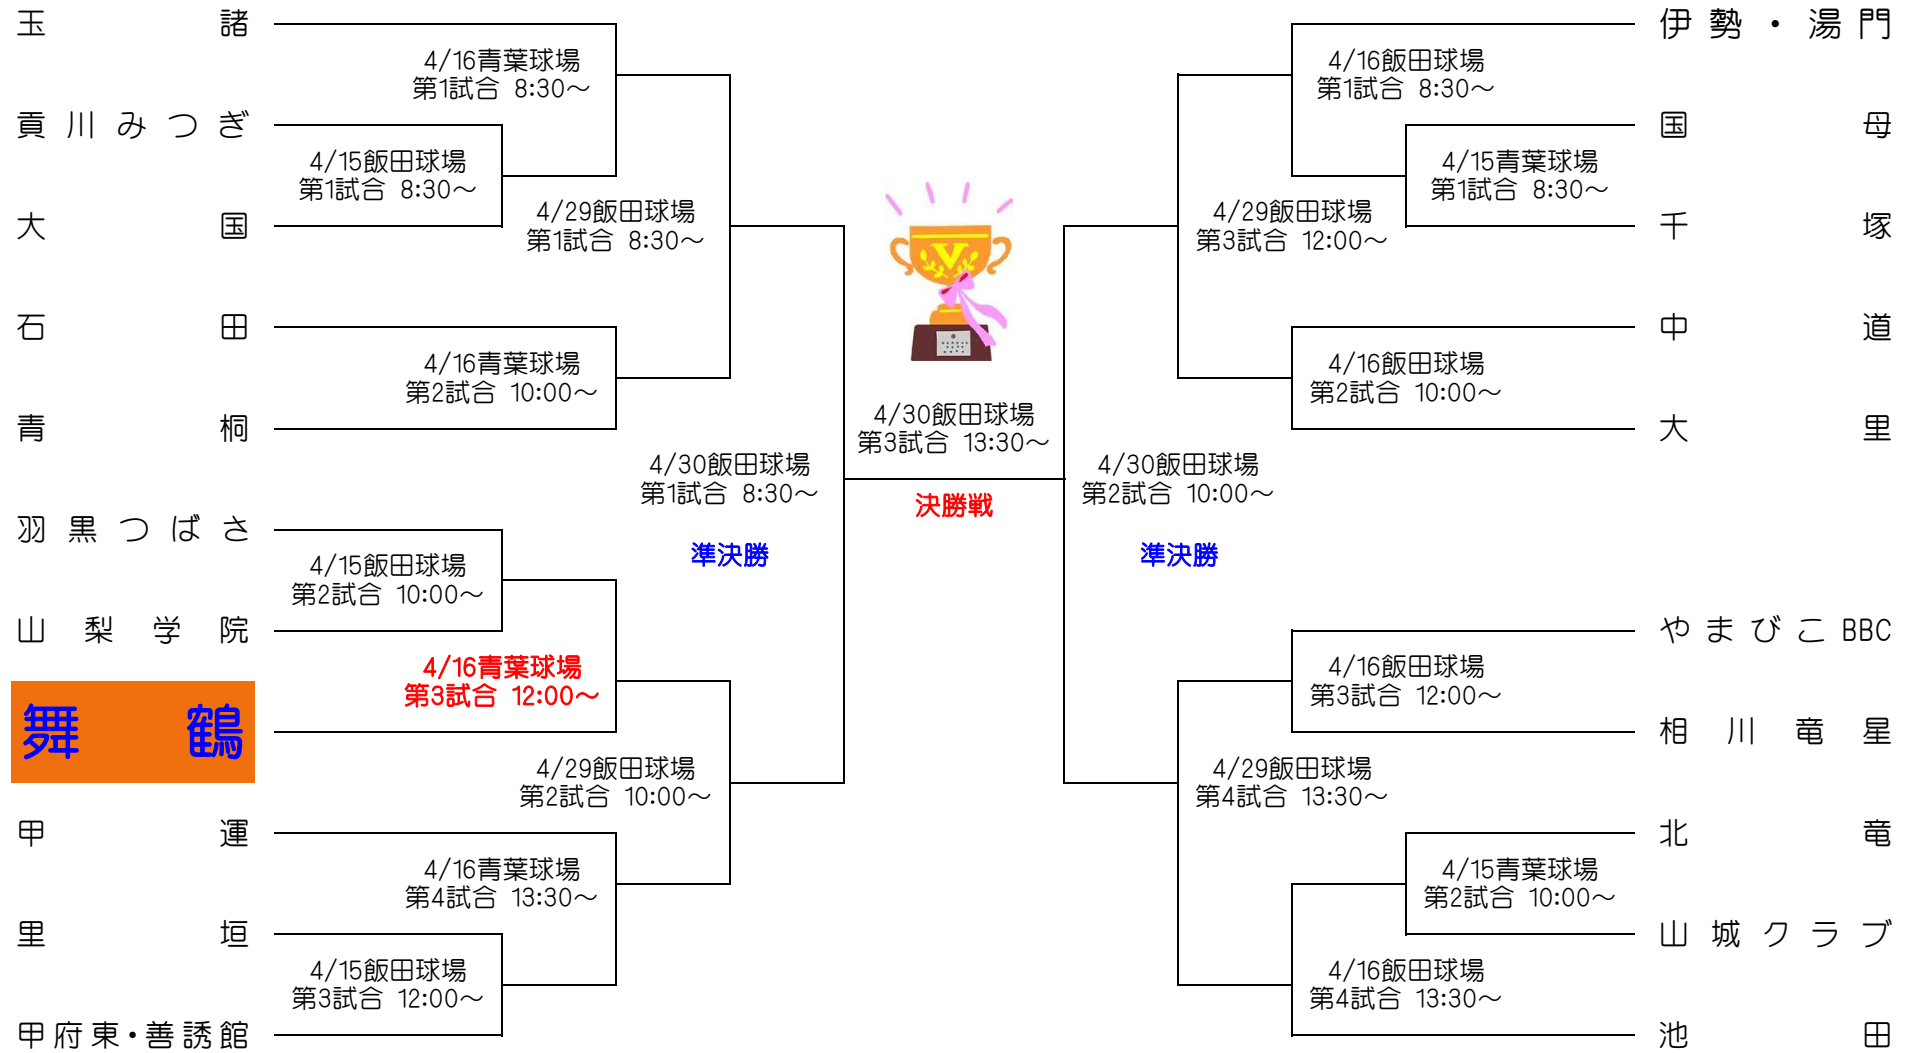 玉諸
4/16青葉球場
第1試合 8:30～
貢川みつぎ
4/15飯田球場
第1試合 8:30～
大国
4/29飯田球場
第1試合 8:30～
石田
4/16青葉球場
第2試合 10:00～
青桐
4/30飯田球場
第1試合 8:30～
準決勝
羽黒つばさ
4/15飯田球場
第2試合 10:00～
山梨学院
4/16青葉球場
第3試合 12:00～
舞鶴
4/29飯田球場
第2試合 10:00～
甲運
4/16青葉球場
第4試合 13:30～
里垣
4/15飯田球場
第3試合 12:00～
甲府東・善誘館
V
4/30飯田球場
第3試合 13:30～
決勝戦
伊勢・湯門
4/16飯田球場
第1試合 8:30～
国母
4/15青葉球場
第1試合 8:30～
千塚
4/29飯田球場
第3試合 12:00～
中道
4/16飯田球場
第2試合 10:00～
大里
4/30飯田球場
第2試合 10:00～
準決勝
やまびこBBC
4/16飯田球場
第3試合 12:00～
相川竜星
4/29飯田球場
第4試合 13:30～
北竜
4/15青葉球場
第2試合 10:00～
山城クラブ
4/16飯田球場
第4試合 13:30～
池田